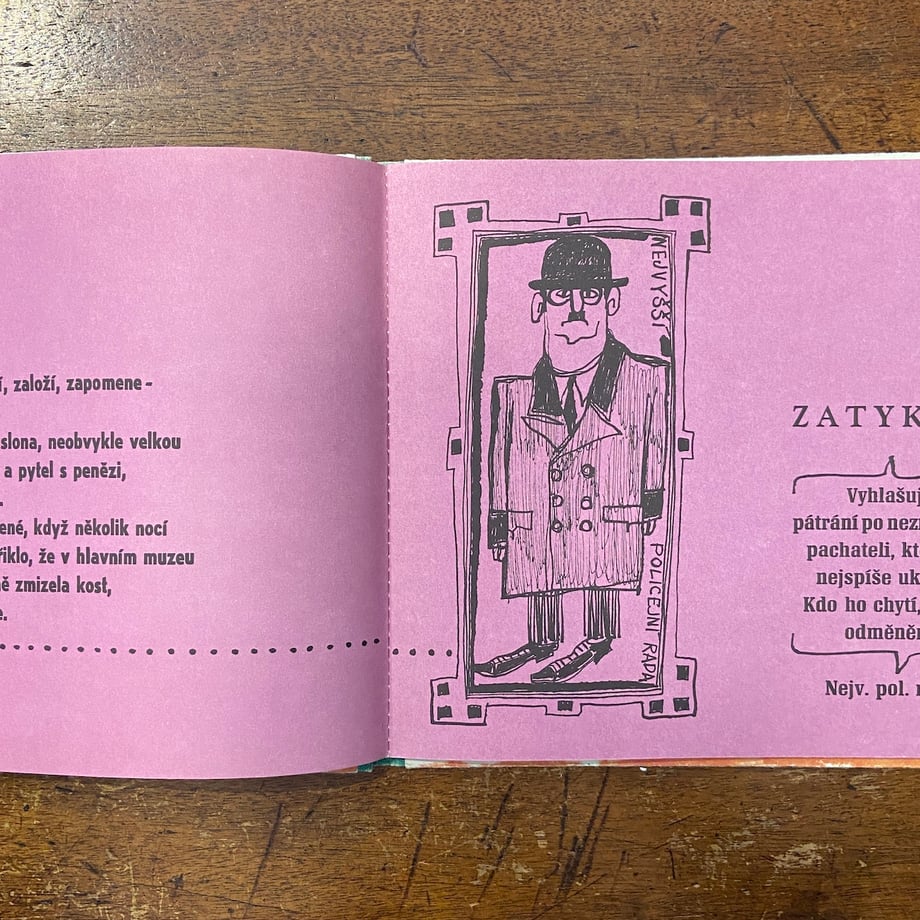 í, založí, zapomene-
slona, neobvykle velkou
a pytel s penězi,
ené, když několik nocí
řiklo, že v hlavním muzeu
ě zmizela kost,
e.
NEJVYŠŠÍ
POLICEJNÍ RADA
ZATYK
Vyhlašuj
pátrání po nez
pachateli, kt
nejspíše uk
Kdo ho chytí,
odměněn
Nejv. pol. r